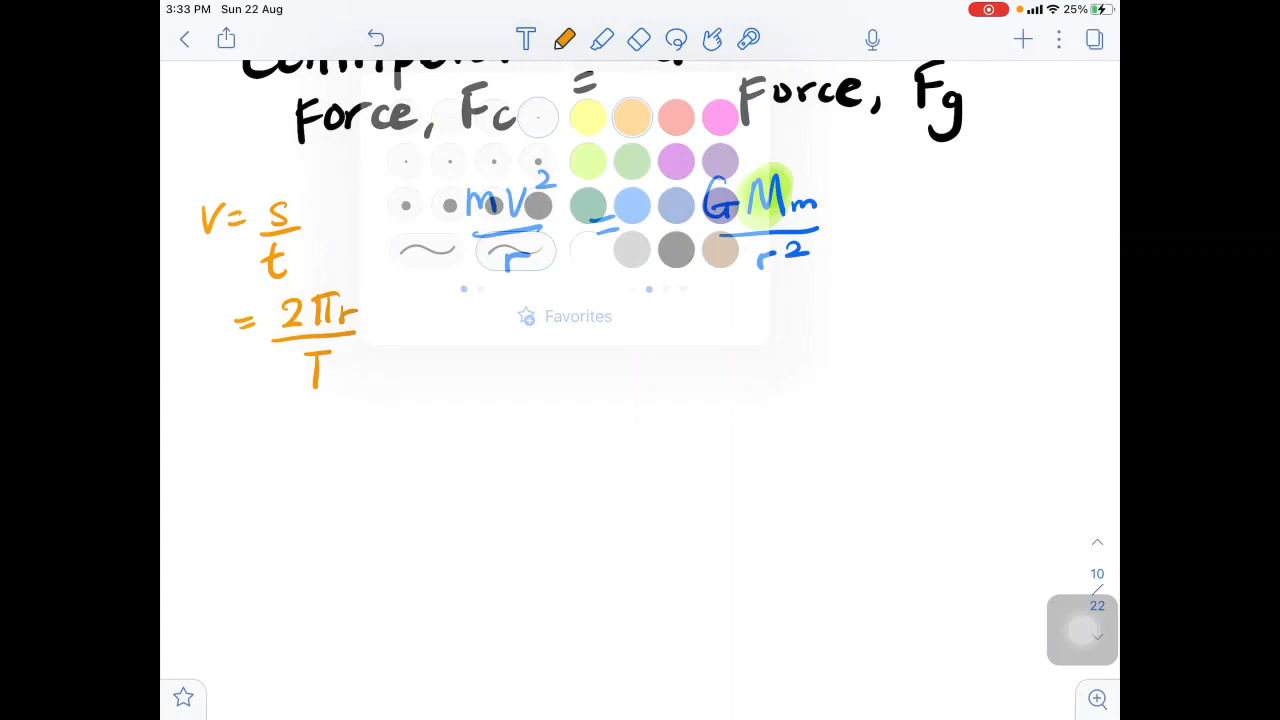 3:33 PM Sun 22 Aug
25%
T
=
Force, Fc
Force, Fg
v = s/t
= 2πr/T
mv²/r = GMm/r²
Favorites
10
/
22